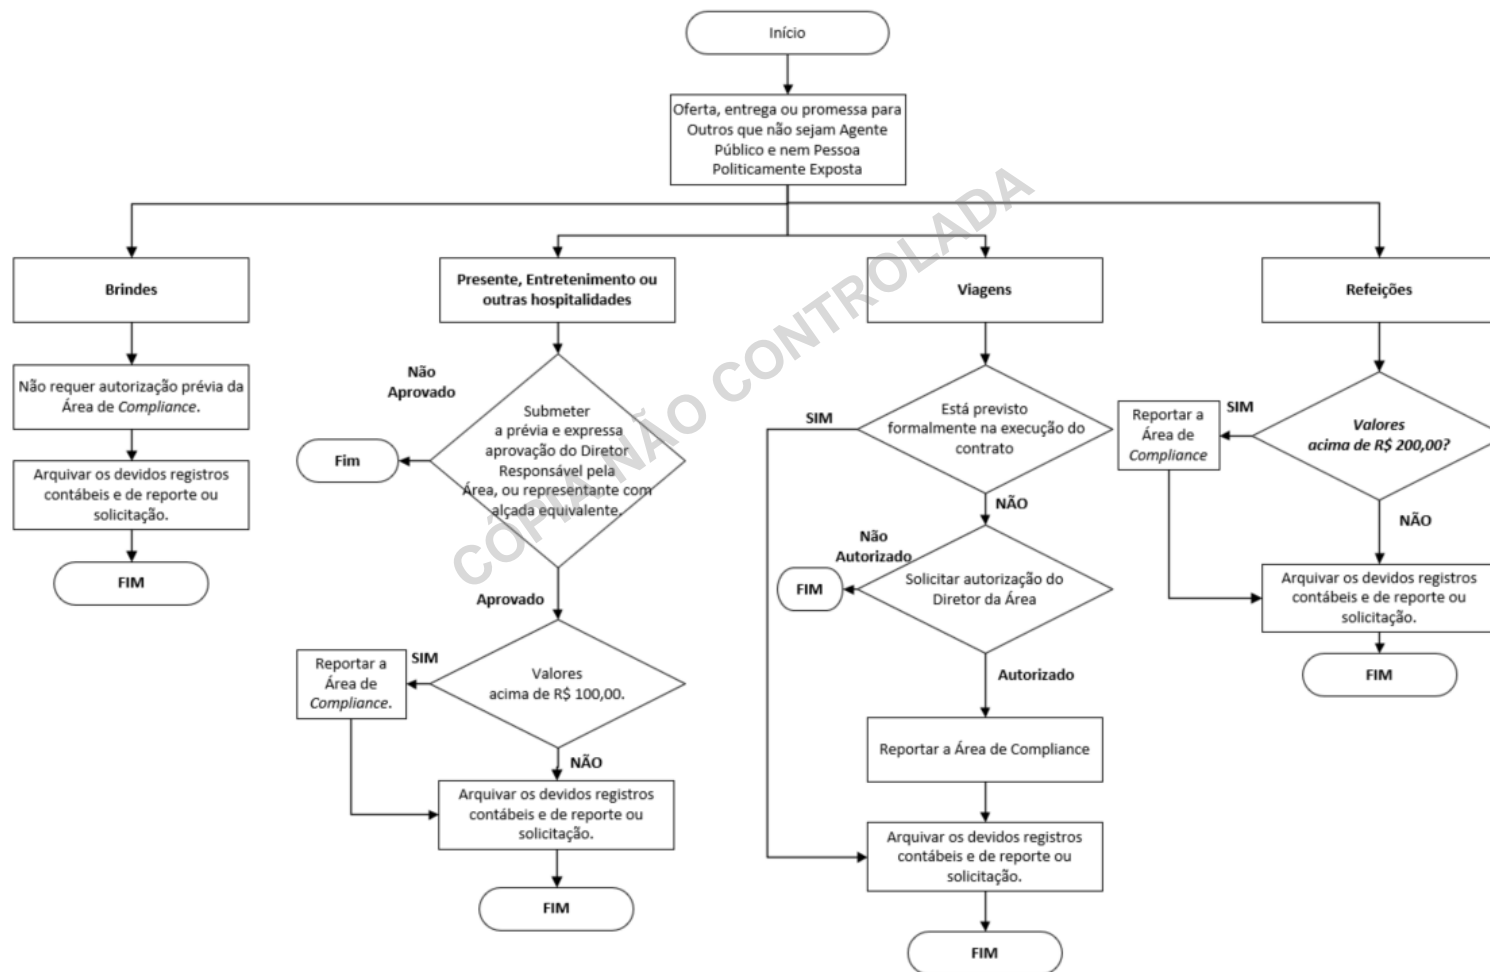 Início
Oferta, entrega ou promessa para
Outros que não sejam Agente
Público e nem Pessoa
Politicamente Exposta
Brindes
Não requer autorização prévia da
Área de Compliance.
Arquivar os devidos registros
contábeis e de reporte ou
solicitação.
FIM
Presente, Entretenimento ou
outras hospitalidades
Não
Aprovado
Submeter
a prévia e expressa
aprovação do Diretor
Responsável pela
Área, ou representante com
alçada equivalente.
Fim
Aprovado
Valores
acima de R$ 100,00.
SIM
Reportar a
Área de
Compliance.
NÃO
Arquivar os devidos registros
contábeis e de reporte ou
solicitação.
FIM
Viagens
Está previsto
formalmente na execução do
contrato
SIM
NÃO
Não
Autorizado
Solicitar autorização do
Diretor da Área
FIM
Autorizado
Reportar a Área de Compliance
Arquivar os devidos registros
contábeis e de reporte ou
solicitação.
FIM
Refeições
Valores
acima de R$ 200,00?
SIM
Reportar a
Área de
Compliance
NÃO
Arquivar os devidos registros
contábeis e de reporte ou
solicitação.
FIM
CÓPIA NÃO CONTROLADA